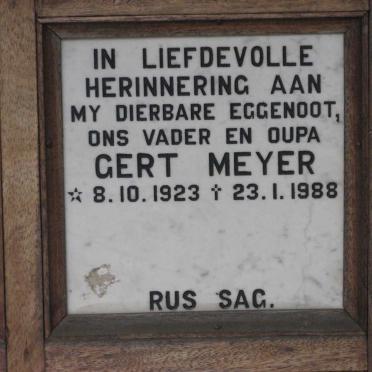 IN LIEFDEVOLLE
HERINNERING AAN
MY DIERBARE EGGENOOT,
ONS VADER EN OUPA
GERT MEYER
☆ 8.10.1923 † 23.1.1988
RUS SAG.